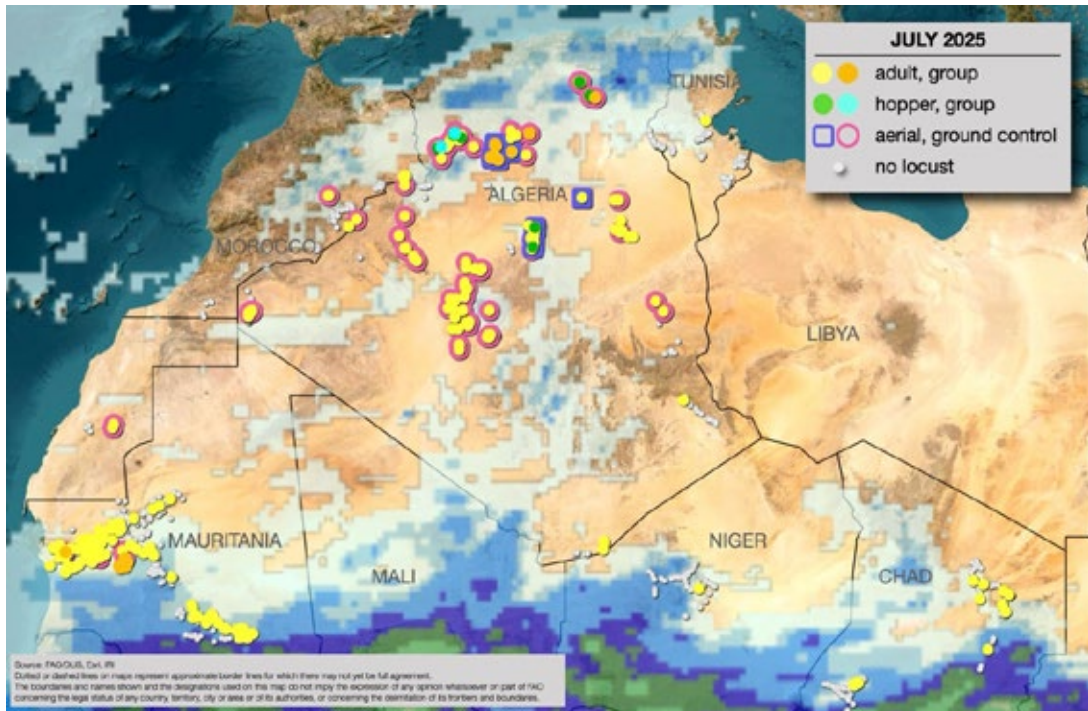 JULY 2025
adult, group
hopper, group
aerial, ground control
no locust
TUNISIA
ALGERIA
MOROCCO
LIBYA
MAURITANIA
MALI
NIGER
CHAD
Source: FAO/DLIS, Esri, IRI
Dotted or dashed lines on maps represent approximate border lines for which there may not yet be full agreement.
The boundaries and names shown and the designations used on this map do not imply the expression of any opinion whatsoever on part of FAO
concerning the legal status of any country, territory, city or area or of its authorities, or concerning the delimitation of its frontiers and boundaries.